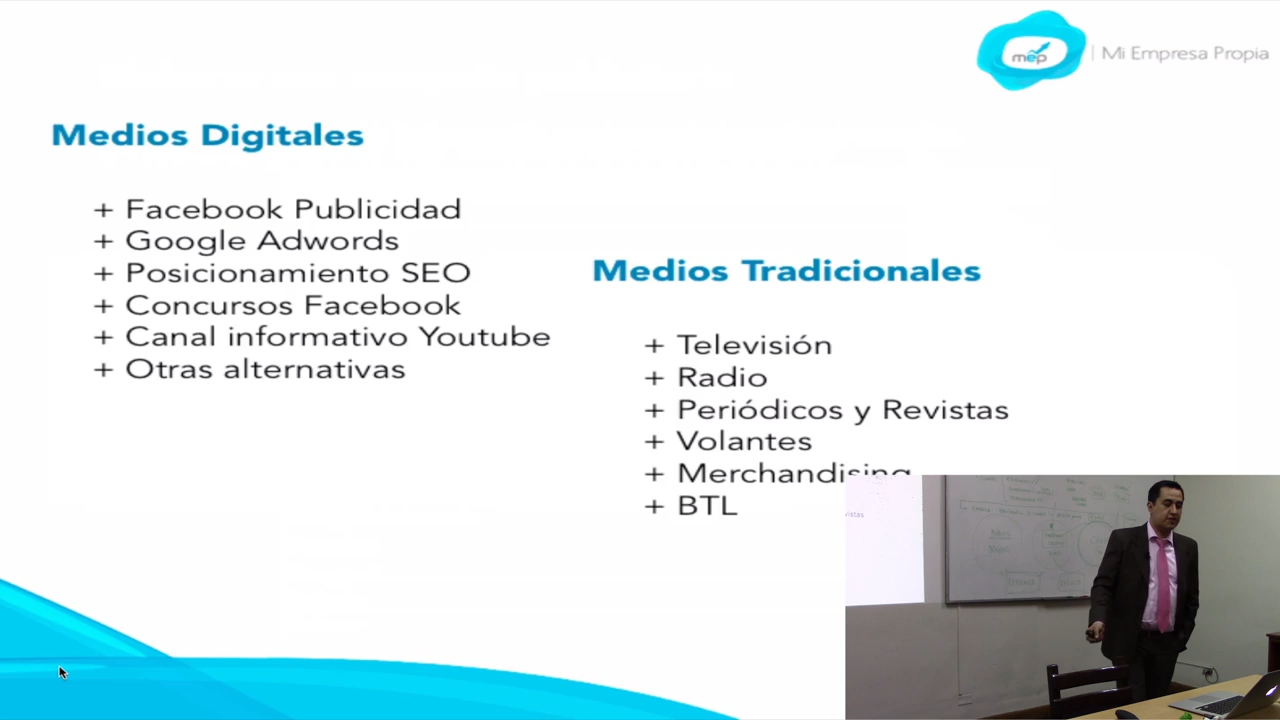 mep | Mi Empresa Propia
Medios Digitales
+ Facebook Publicidad
+ Google Adwords
+ Posicionamiento SEO
+ Concursos Facebook
+ Canal informativo Youtube
+ Otras alternativas
Medios Tradicionales
+ Televisión
+ Radio
+ Periódicos y Revistas
+ Volantes
+ Merchandising
+ BTL